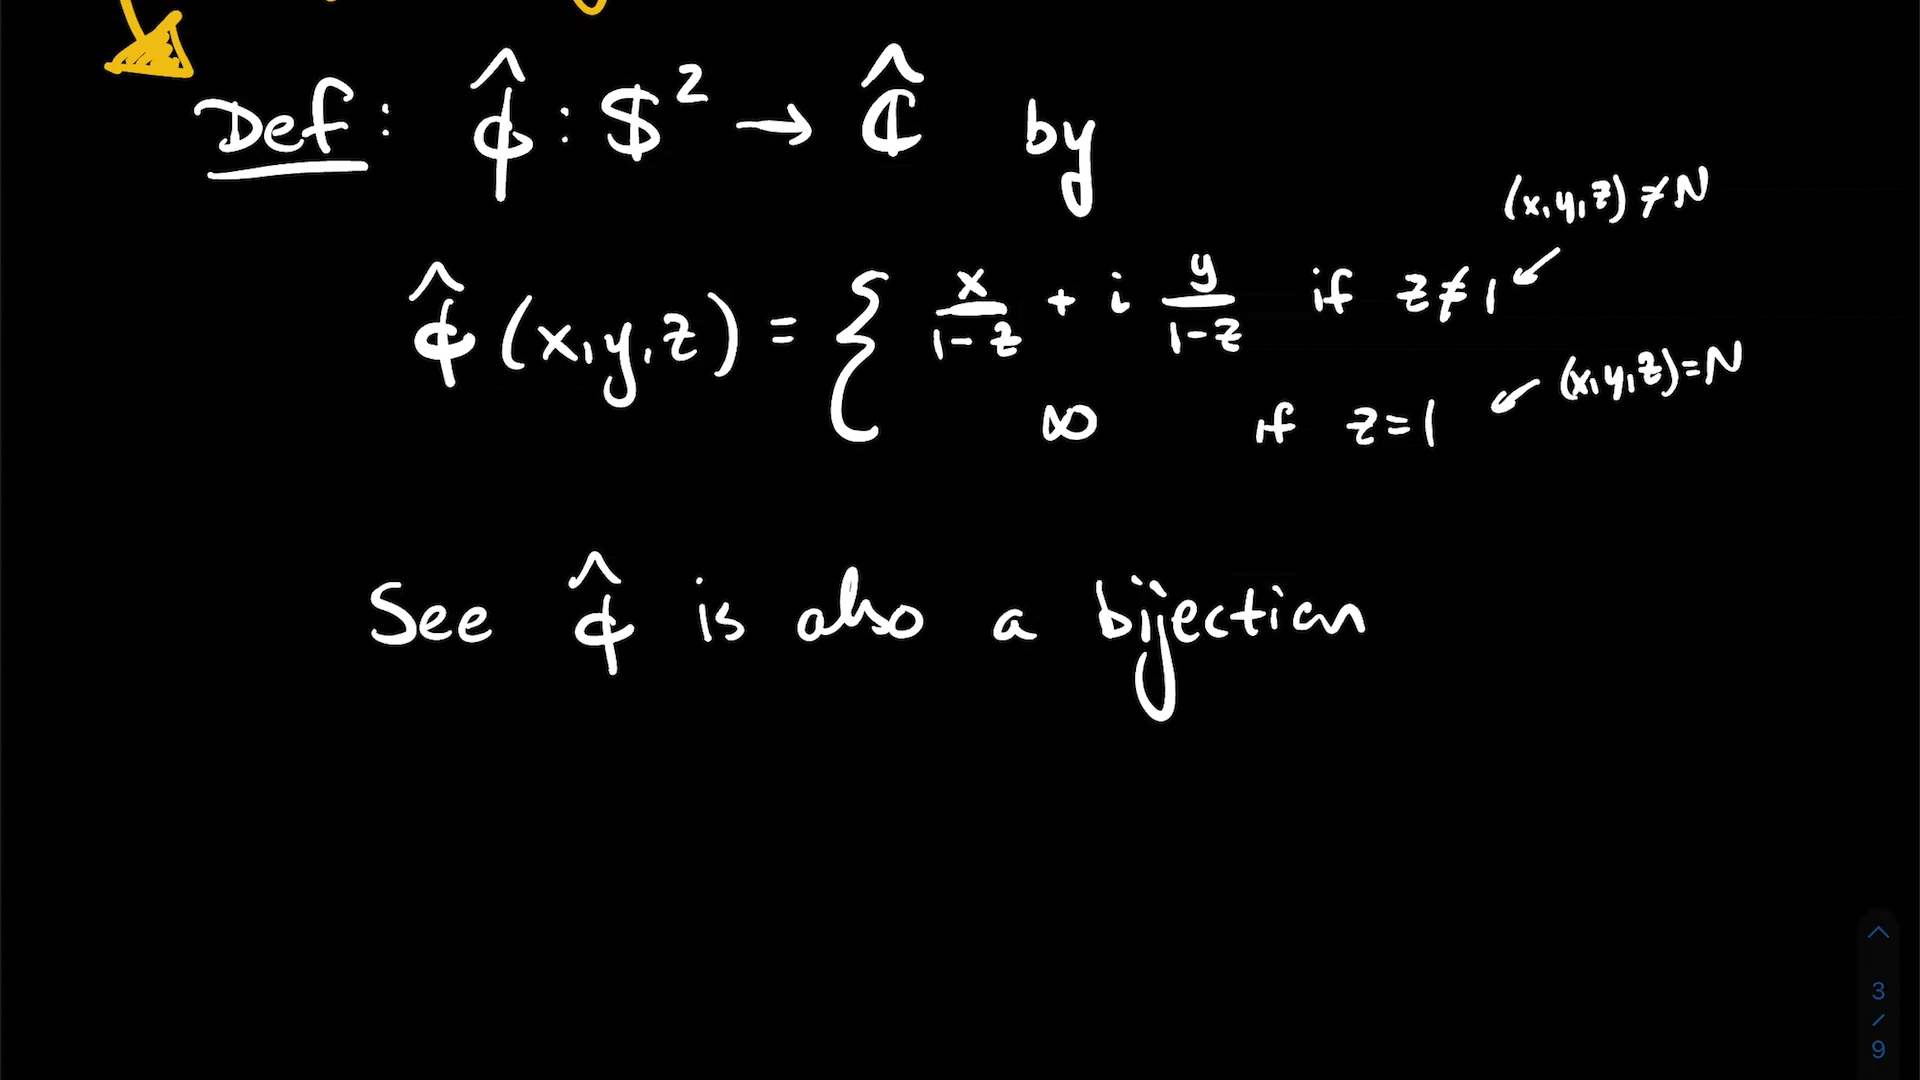 Def: φ̂ : 𝕊² → ℂ̂ by
(x,y,z) ≠ N
φ̂(x,y,z) = { x/(1-z) + i y/(1-z) if z ≠ 1
∞ if z = 1
(x,y,z) = N
See φ̂ is also a bijection
3
/
9